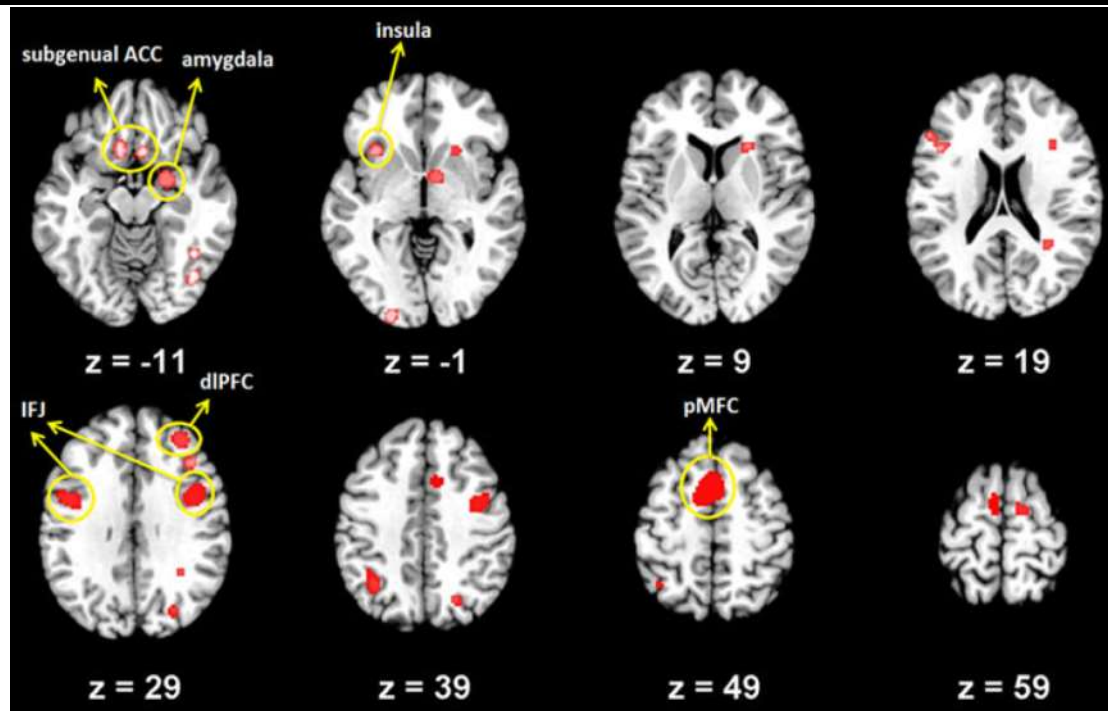 insula
subgenual ACC
amygdala
z = -11
z = -1
z = 9
z = 19
dlPFC
IFJ
pMFC
z = 29
z = 39
z = 49
z = 59